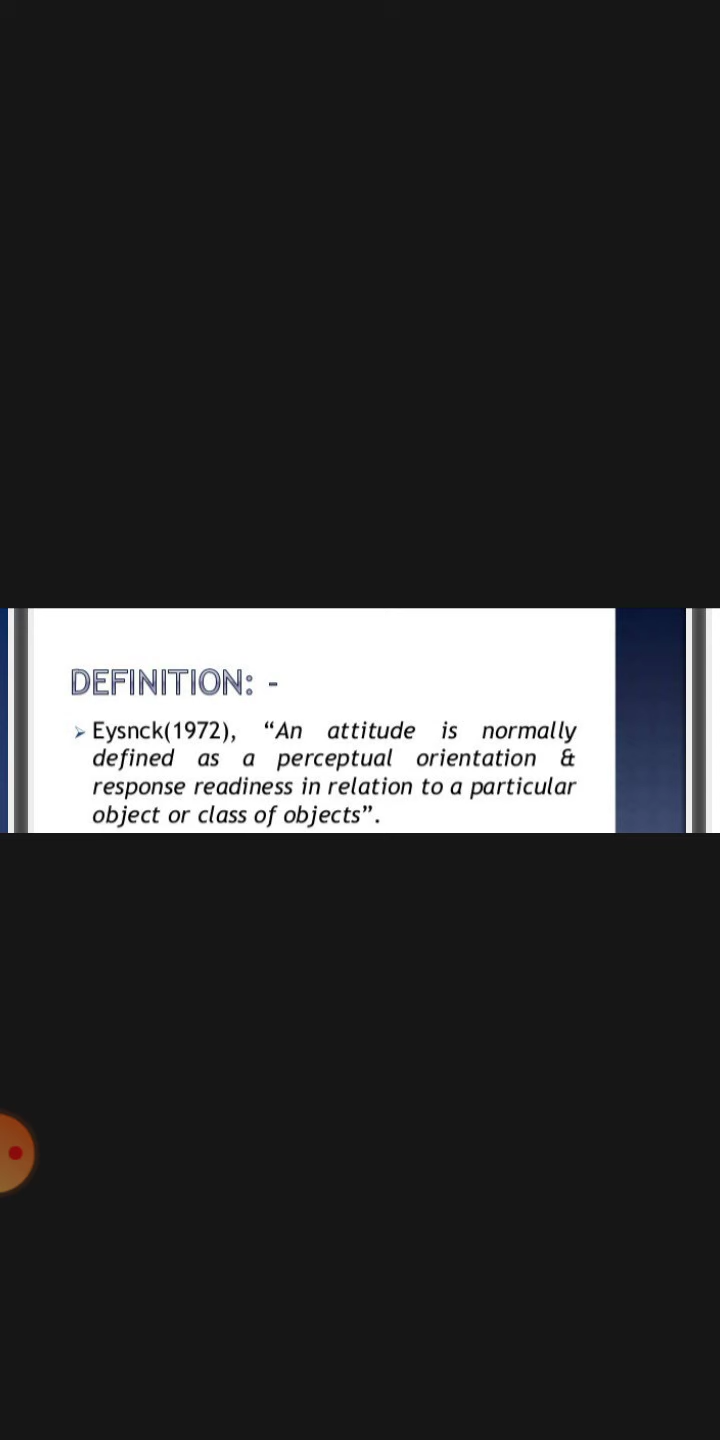 DEFINITION: -
➢ Eysnck(1972), “An attitude is normally
defined as a perceptual orientation &
response readiness in relation to a particular
object or class of objects”.